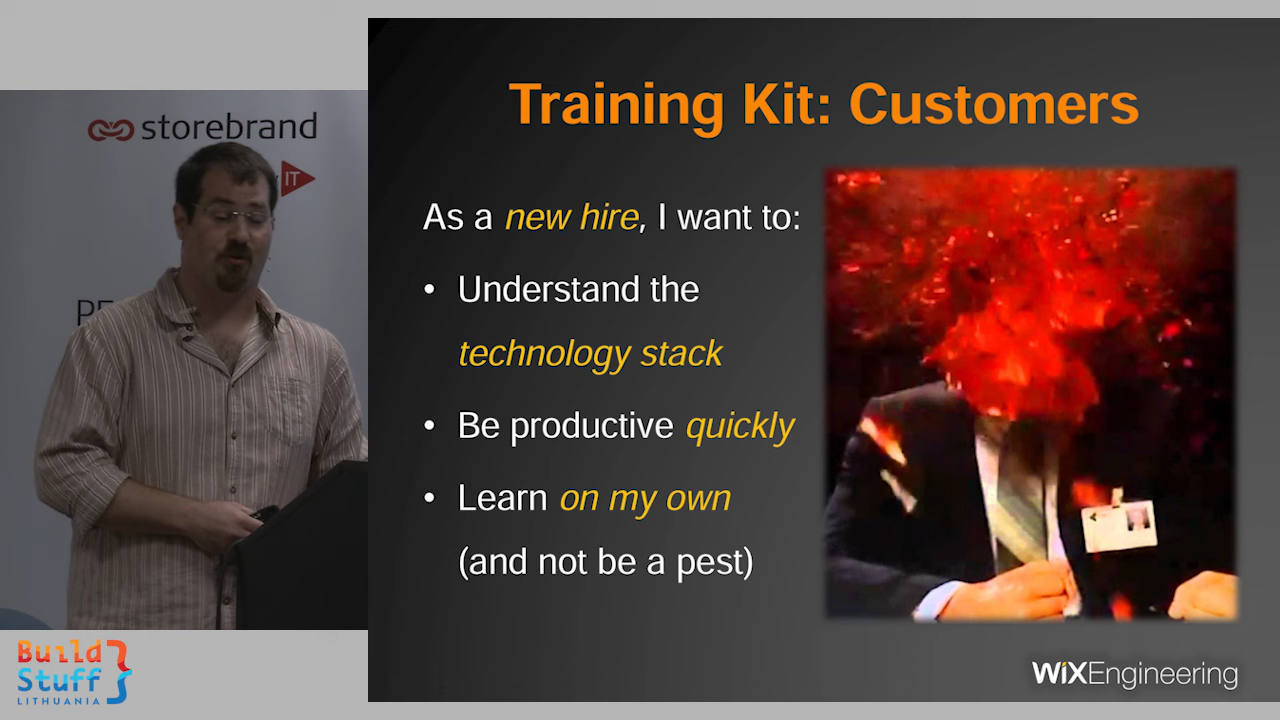 storebrand
IT
PE
Training Kit: Customers
As a new hire, I want to:
• Understand the
technology stack
• Be productive quickly
• Learn on my own
(and not be a pest)
WiXEngineering
Build
Stuff
LITHUANIA